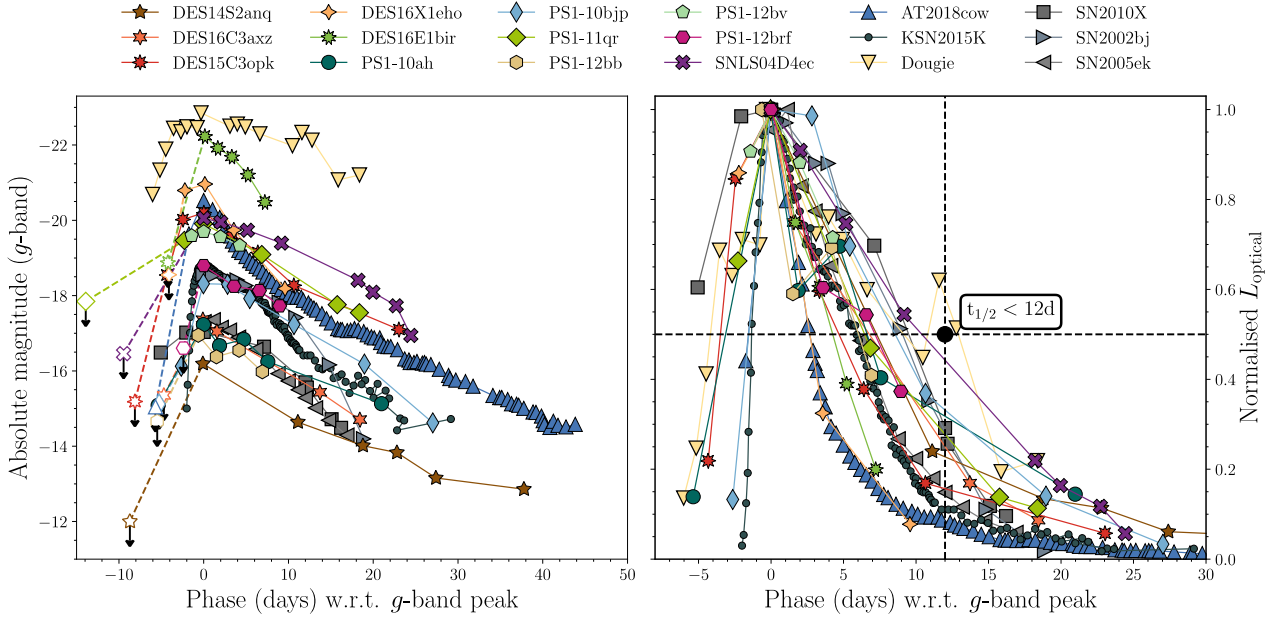 DES14S2anq DES16X1eho PS1-10bjp PS1-12bv AT2018cow SN2010X
DES16C3axz DES16E1bir PS1-11qr PS1-12brf KSN2015K SN2002bj
DES15C3opk PS1-10ah PS1-12bb SNLS04D4ec Dougie SN2005ek
Absolute magnitude (g-band)
−22
−20
−18
−16
−14
−12
−10 0 10 20 30 40 50
Phase (days) w.r.t. g-band peak
t1/2 < 12d
1.0
0.8
0.6
0.4
0.2
0.0
Normalised Loptical
−5 0 5 10 15 20 25 30
Phase (days) w.r.t. g-band peak